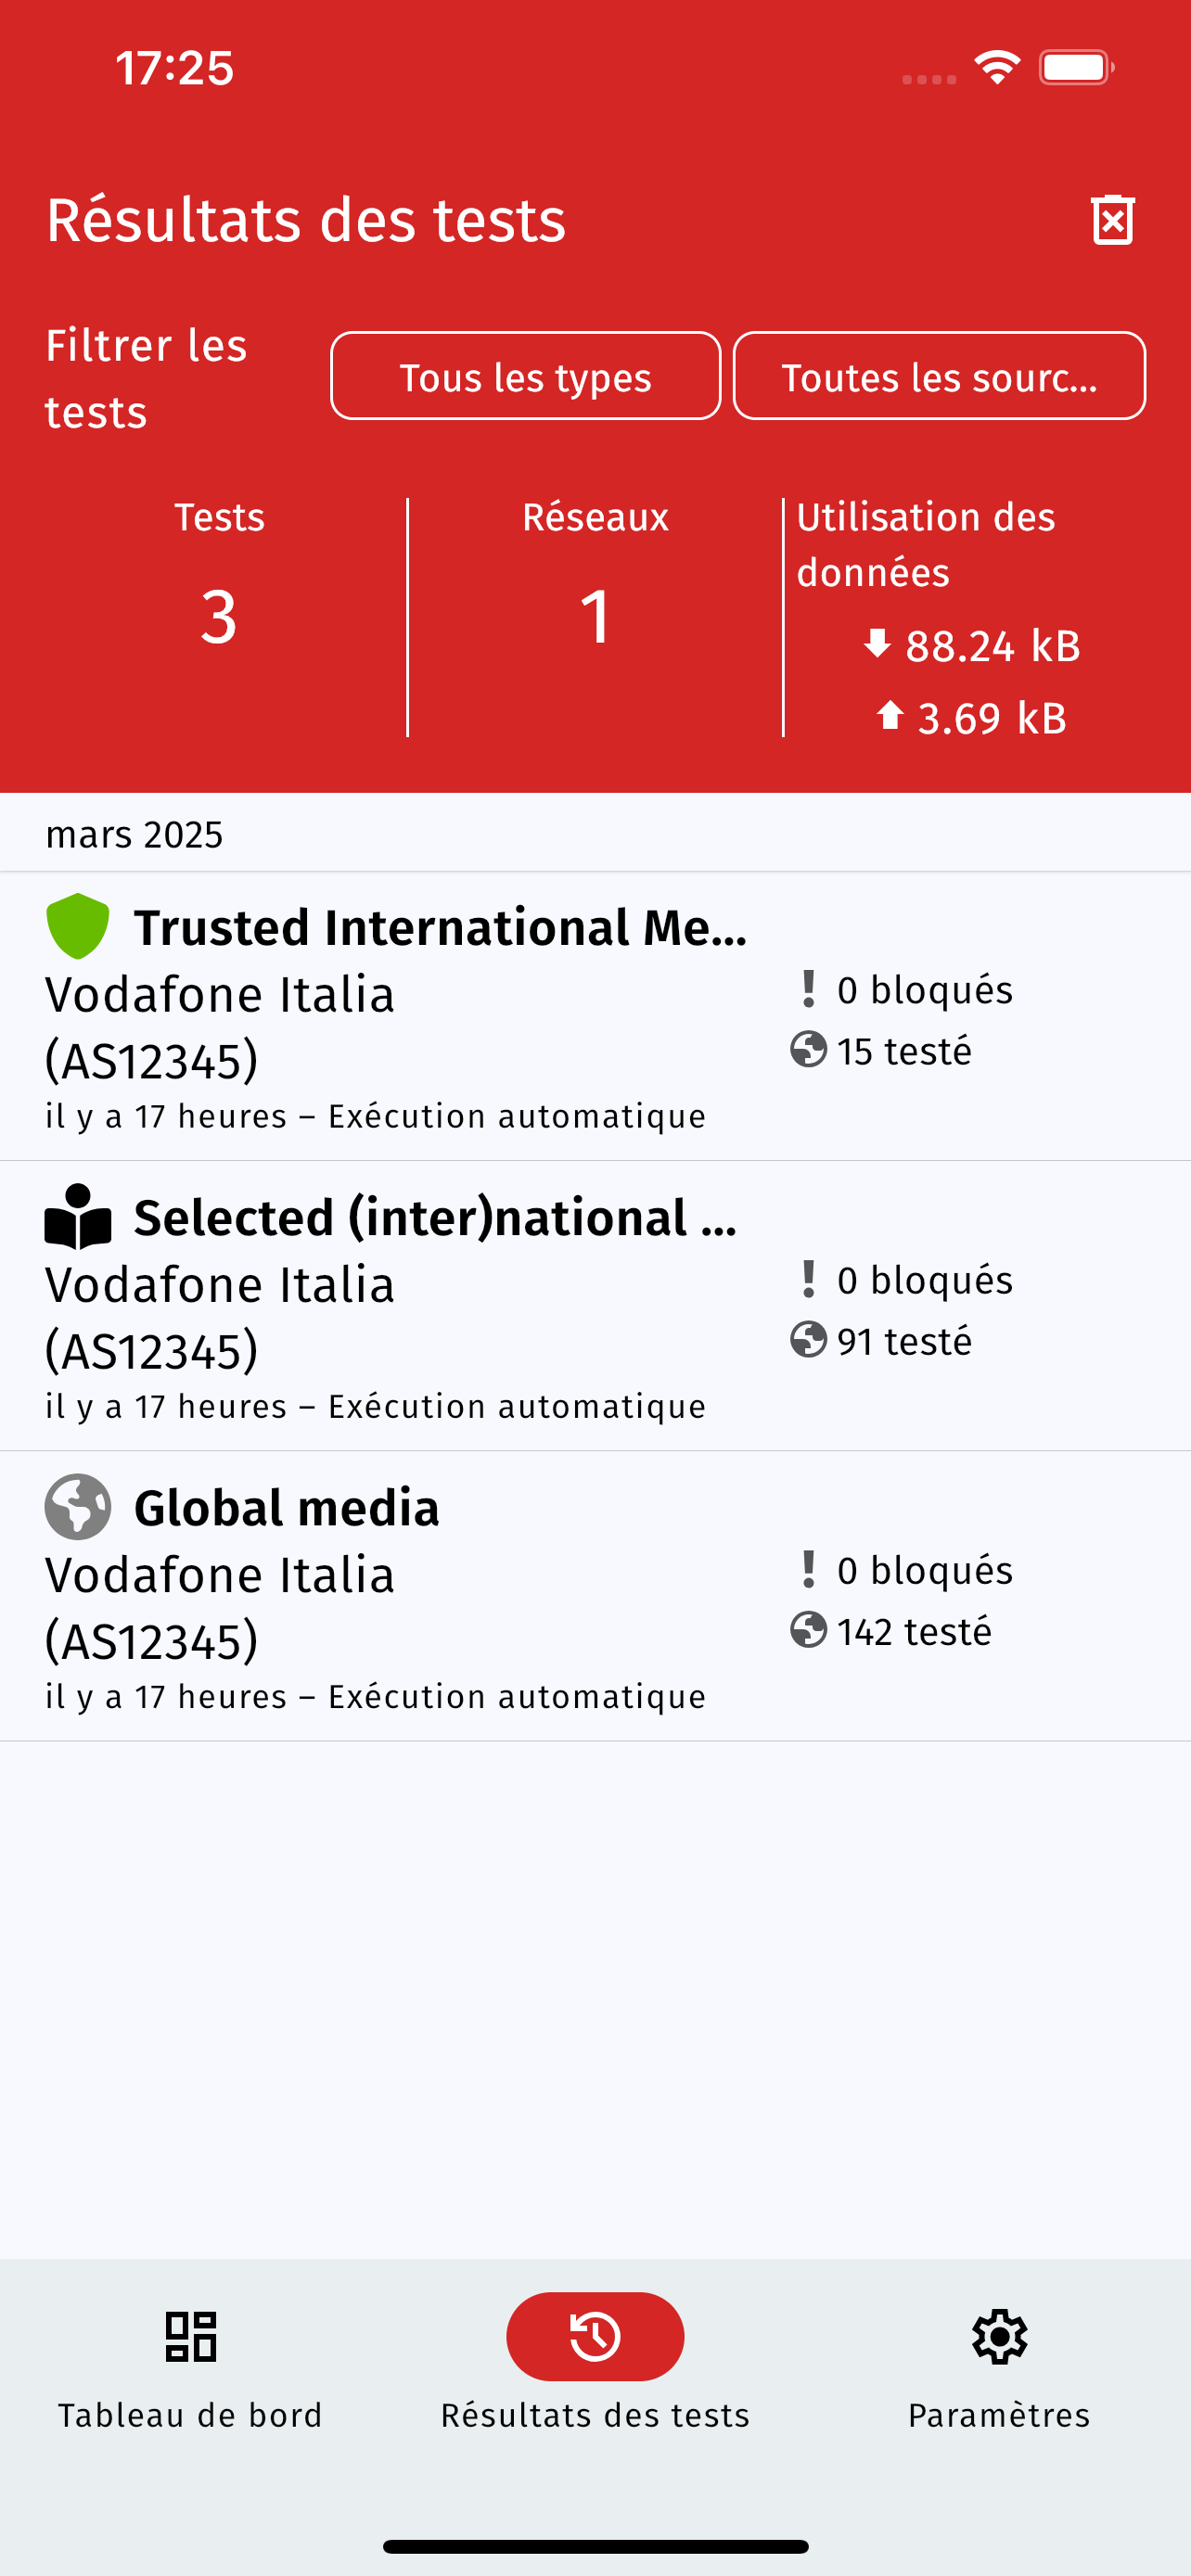 17:25
Résultats des tests
Filtrer les
tests
Tous les types
Toutes les sourc...
Tests
3
Réseaux
1
Utilisation des
données
88.24 kB
3.69 kB
mars 2025
Trusted International Me...
Vodafone Italia
(AS12345)
0 bloqués
15 testé
il y a 17 heures – Exécution automatique
Selected (inter)national ...
Vodafone Italia
(AS12345)
0 bloqués
91 testé
il y a 17 heures – Exécution automatique
Global media
Vodafone Italia
(AS12345)
0 bloqués
142 testé
il y a 17 heures – Exécution automatique
Tableau de bord
Résultats des tests
Paramètres